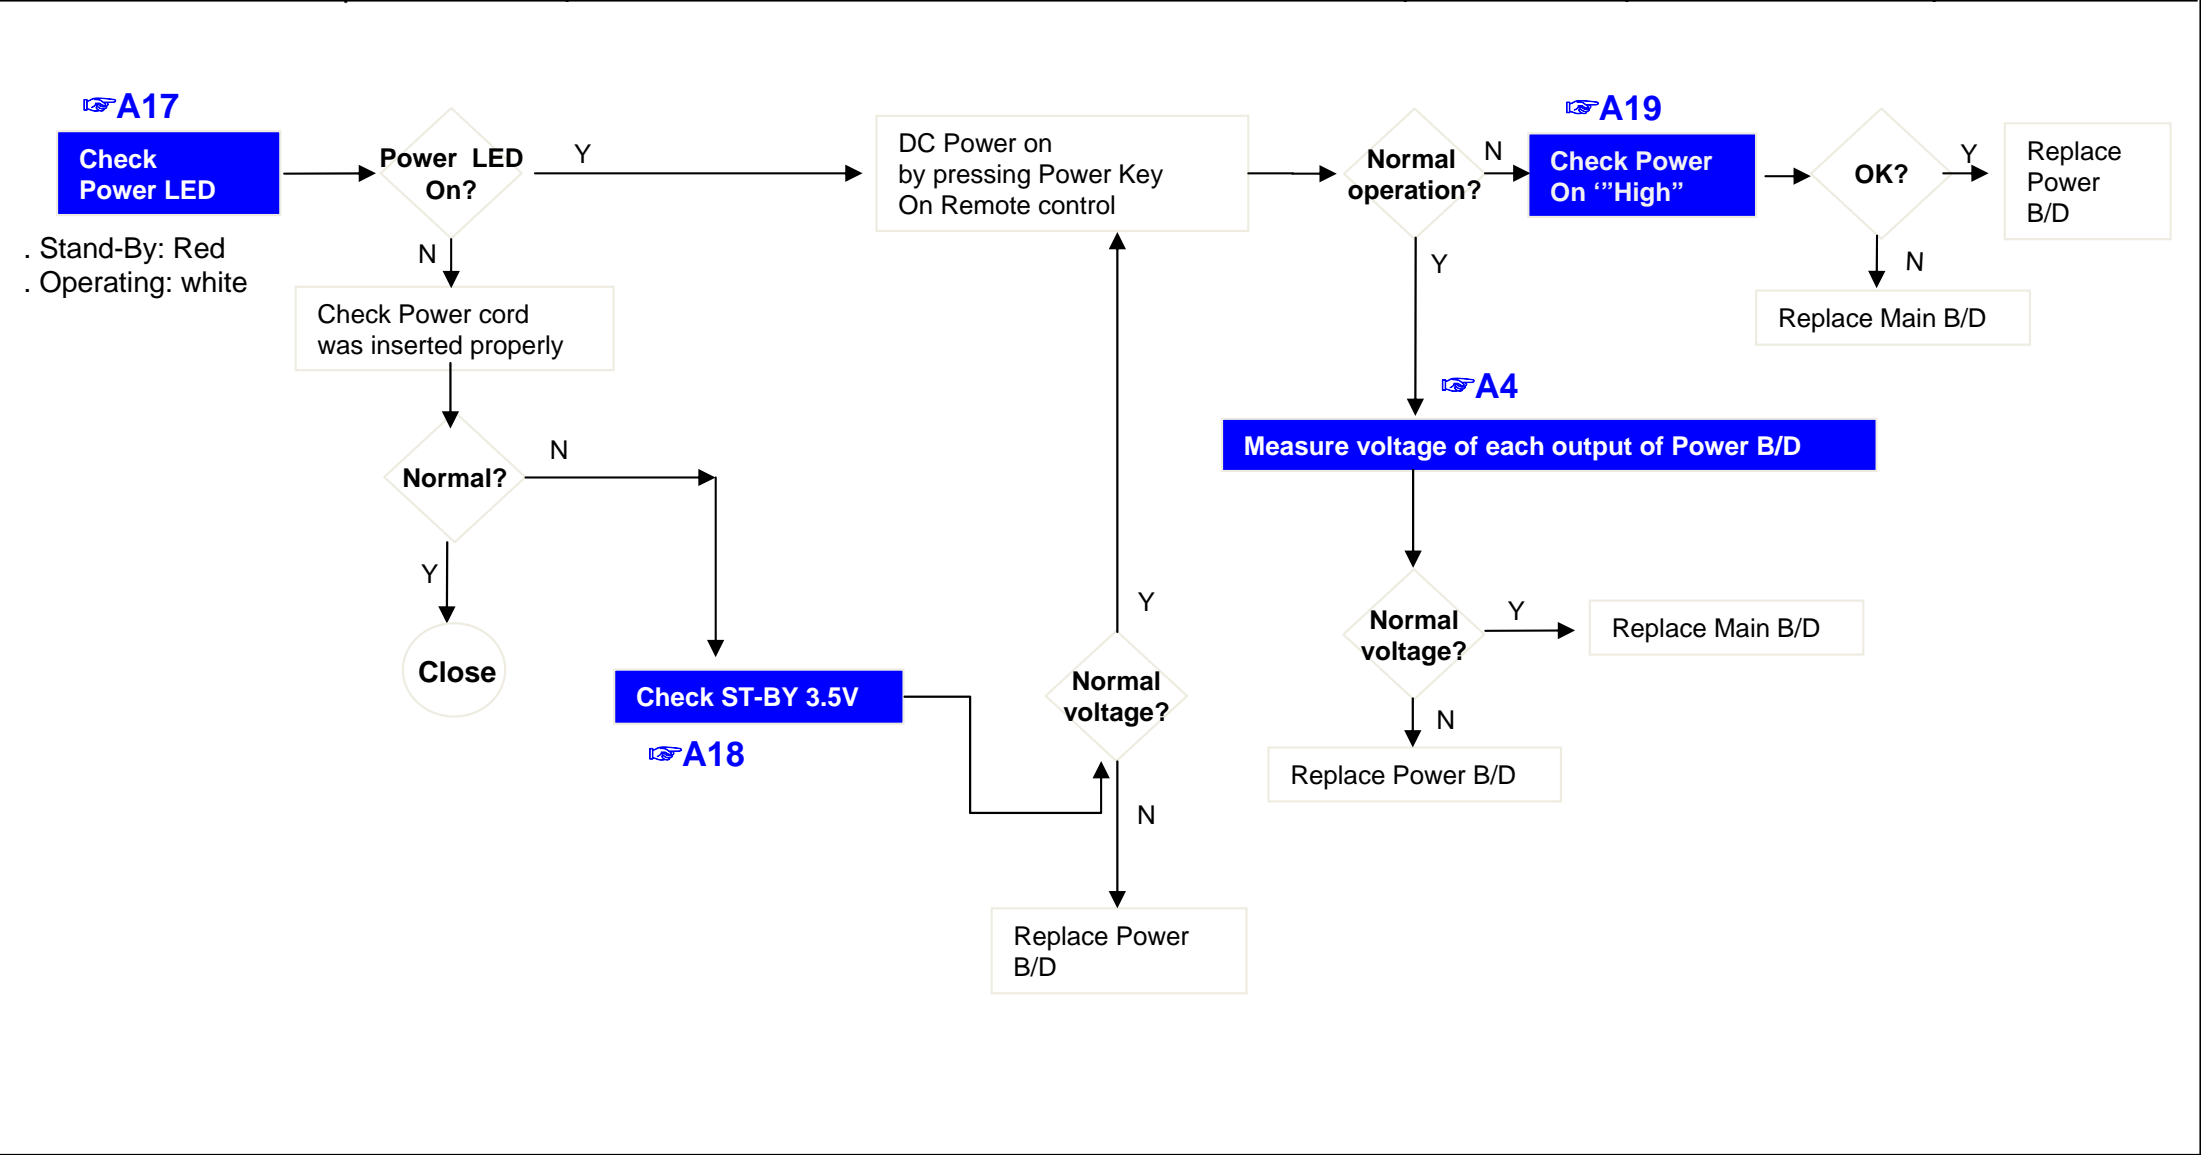 ☞A17
Check
Power LED
. Stand-By: Red
. Operating: white
Power LED
On?
Y
N
Check Power cord
was inserted properly
Normal?
N
Y
Close
Check ST-BY 3.5V
☞A18
Normal
voltage?
Y
N
Replace Power
B/D
DC Power on
by pressing Power Key
On Remote control
Normal
operation?
N
Y
☞A19
Check Power
On ‘”High”
OK?
Y
N
Replace
Power
B/D
Replace Main B/D
☞A4
Measure voltage of each output of Power B/D
Normal
voltage?
Y
N
Replace Main B/D
Replace Power B/D